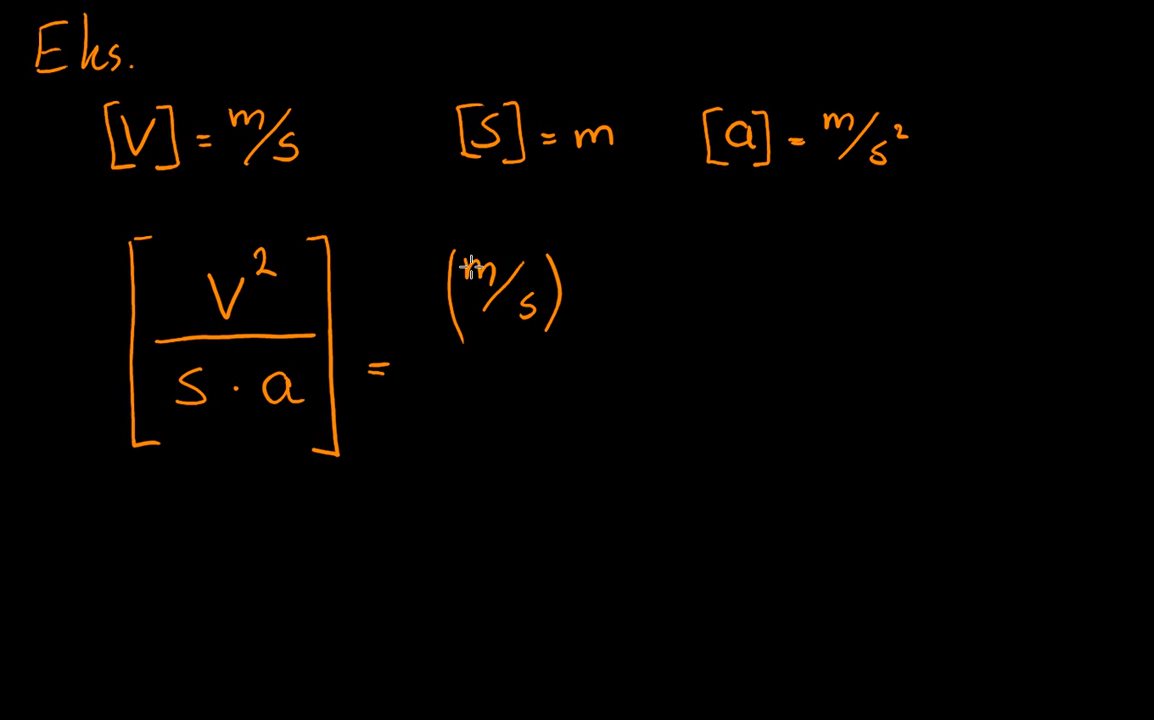 Eks.
[V] = m/s [S] = m [a] = m/s²
[V² / S · a] = (m/s)